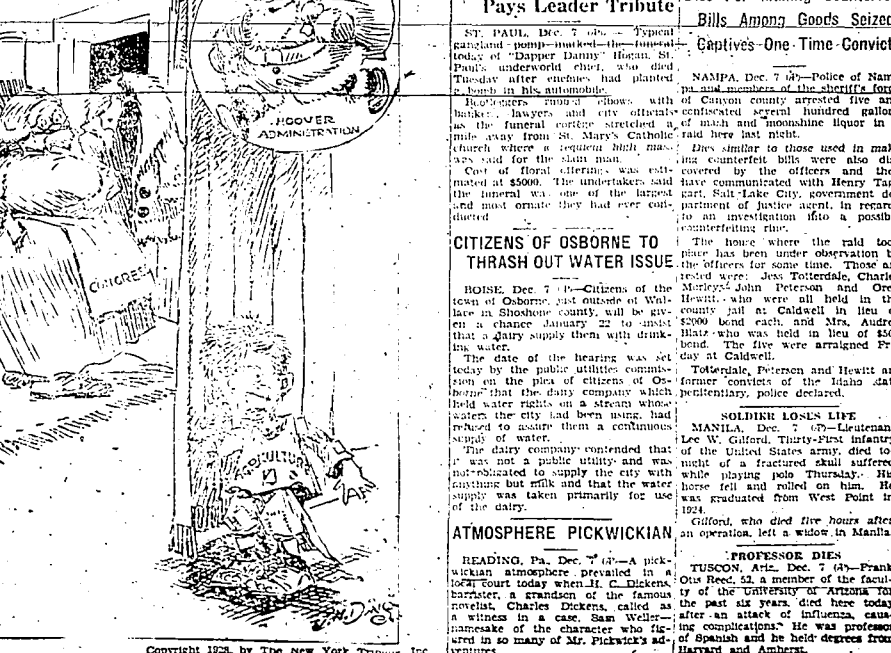 HOOVER
ADMINISTRATION
CONGRESS
AGRICULTURE
Copyright 1928, by The New York Tribune Inc
Pays Leader Tribute
ST. PAUL, Dec. 7 (AP)— Typical
gangland pomp marked the funeral
today of "Dapper Danny" Hogan, St.
Paul's underworld chief, who died
Tuesday after enemies had planted
a bomb in his automobile.
Bootleggers rubbed elbows with
bankers, lawyers and city officials
as the funeral cortege stretched a
mile away from St. Mary's Catholic
church where a requiem high mass
was said for the slain man.
Cost of floral offerings was esti-
mated at $5000. The undertakers said
the funeral was one of the largest
and most ornate they had ever con-
ducted
CITIZENS OF OSBORNE TO
THRASH OUT WATER ISSUE
BOISE, Dec. 7 (AP)—Citizens of the
town of Osborne, just outside of Wal-
lace in Shoshone county, will be giv-
en a chance January 22 to insist
that a dairy supply them with drink-
ing water.
The date of the hearing was set
today by the public utilities commis-
sion on the plea of citizens of Os-
borne that the dairy company which
held water rights on a stream whose
waters the city had been using, had
refused to assure them a continuous
supply of water.
The dairy company contended that
it was not a public utility and was
not obligated to supply the city with
anything but milk and that the water
supply was taken primarily for use
of the dairy.
ATMOSPHERE PICKWICKIAN
READING, Pa., Dec. 7 (AP)—A pick-
wickian atmosphere prevailed in a
local court today when H. C. Dickens,
barrister, a grandson of the famous
novelist, Charles Dickens, called as
a witness in a case, Sam Weller—
namesake of the character who fig-
ured in so many of Mr. Pickwick's ad-
ventures.
Bills Among Goods Seized
Captives One Time Convict
NAMPA, Dec. 7 (AP)—Police of Nam-
pa and members of the sheriff's forc
of Canyon county arrested five an
confiscated several hundred gallon
of mash and moonshine liquor in
raid here last night.
Dies similar to those used in mak
ing counterfeit bills were also dis
covered by the officers and the
have communicated with Henry Tag
gart, Salt Lake City, government de
partment of justice agent, in regard
to an investigation into a possible
counterfeiting ring.
The house where the raid too
place has been under observation b
the officers for some time. Those ar
rested were: Jess Totterdale, Charle
Morleys, John Peterson and Ore
Hewitt, who were all held in th
county jail at Caldwell in lieu o
$2000 bond each, and Mrs. Audre
Blatz who was held in lieu of $50
bond. The five were arraigned Fri
day at Caldwell.
Totterdale, Peterson and Hewitt ar
former convicts of the Idaho stat
penitentiary, police declared.
SOLDIER LOSES LIFE
MANILA, Dec. 7 (AP)—Lieutenan
Lee W. Gilford, Thirty-First infantr
of the United States army, died to
night of a fractured skull suffere
while playing polo Thursday. Hi
horse fell and rolled on him. He
was graduated from West Point in
1924.
Gilford, who died five hours after
an operation, left a widow in Manila
PROFESSOR DIES
TUSCON, Ariz., Dec. 7 (AP)—Frank
Otis Reed, 52, a member of the facul-
ty of the University of Arizona for
the past six years, died here today
after an attack of influenza, caus-
ing complications. He was professor
of Spanish and he held degrees from
Harvard and Amherst.